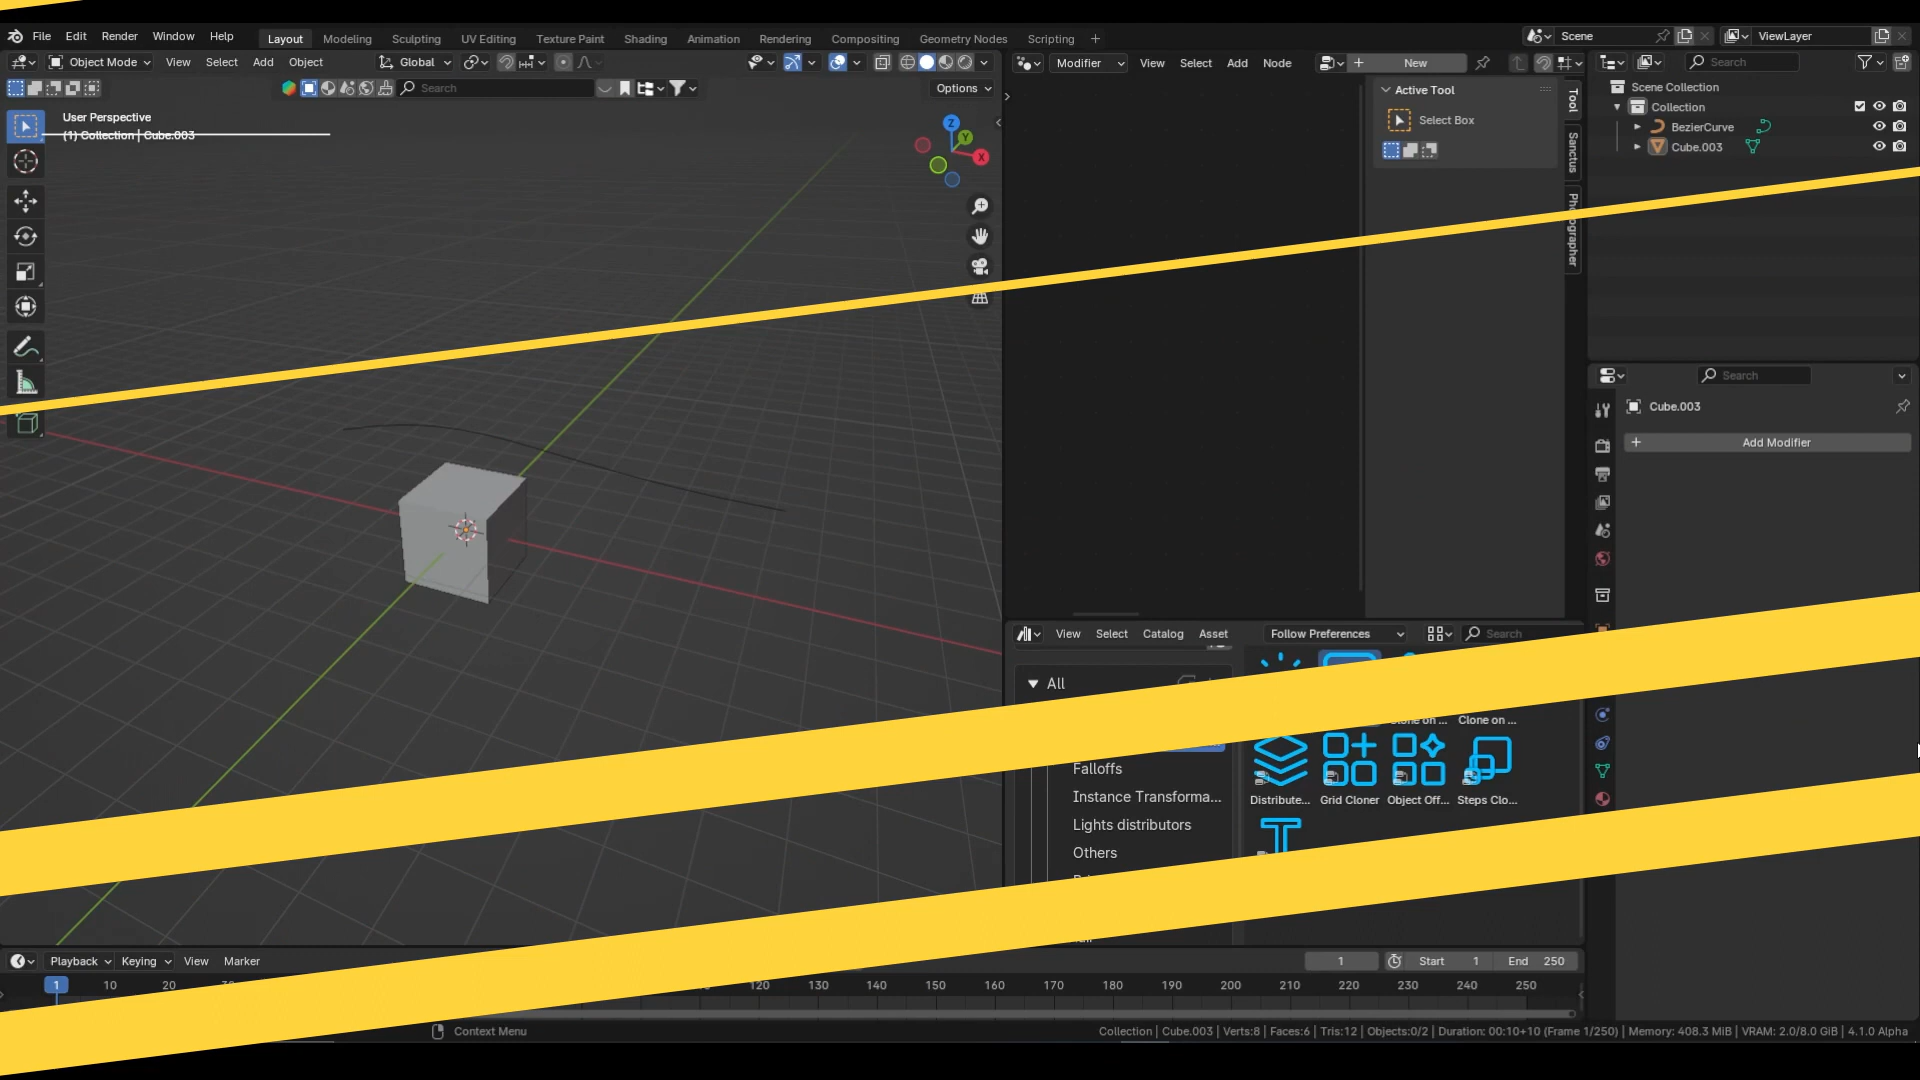 File Edit Render Window Help Layout Modeling Sculpting UV Editing Texture Paint Shading Animation Rendering Compositing Geometry Nodes Scripting + Scene ViewLayer
Object Mode View Select Add Object Global
Search Options
User Perspective
(1) Collection | Cube.003
Z
Y
X
Modifier View Select Add Node + New
Active Tool
Select Box
Tool
Sanctus
Photographer
Search
Scene Collection
Collection
BezierCurve
Cube.003
Search
Cube.003
+ Add Modifier
View Select Catalog Asset Follow Preferences Search
All
Falloffs
Instance Transforma...
Lights distributors
Others
Clone on ... Clone on ...
Distribute... Grid Cloner Object Off... Steps Clo...
Playback Keying View Marker 1 Start 1 End 250
1 10 20 120 130 140 150 160 170 180 190 200 210 220 230 240 250
Context Menu
Collection | Cube.003 | Verts:8 | Faces:6 | Tris:12 | Objects:0/2 | Duration: 00:10+10 (Frame 1/250) | Memory: 408.3 MiB | VRAM: 2.0/8.0 GiB | 4.1.0 Alpha